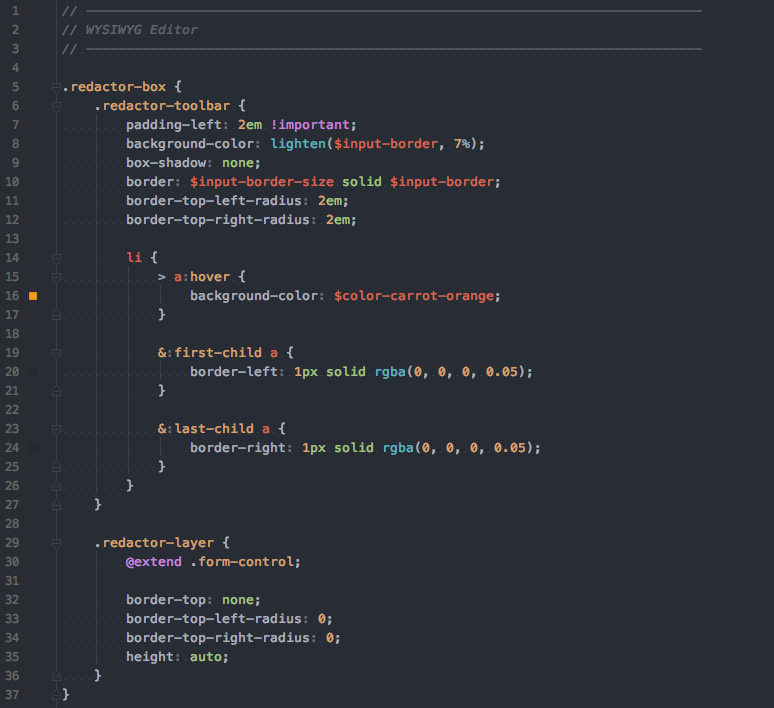 1 // ----------------------------------------------------------------------------
2 // WYSIWYG Editor
3 // ----------------------------------------------------------------------------
4
5 .redactor-box {
6     .redactor-toolbar {
7         padding-left: 2em !important;
8         background-color: lighten($input-border, 7%);
9         box-shadow: none;
10         border: $input-border-size solid $input-border;
11         border-top-left-radius: 2em;
12         border-top-right-radius: 2em;
13
14         li {
15             > a:hover {
16                 background-color: $color-carrot-orange;
17             }
18
19             &:first-child a {
20                 border-left: 1px solid rgba(0, 0, 0, 0.05);
21             }
22
23             &:last-child a {
24                 border-right: 1px solid rgba(0, 0, 0, 0.05);
25             }
26         }
27     }
28
29     .redactor-layer {
30         @extend .form-control;
31
32         border-top: none;
33         border-top-left-radius: 0;
34         border-top-right-radius: 0;
35         height: auto;
36     }
37 }